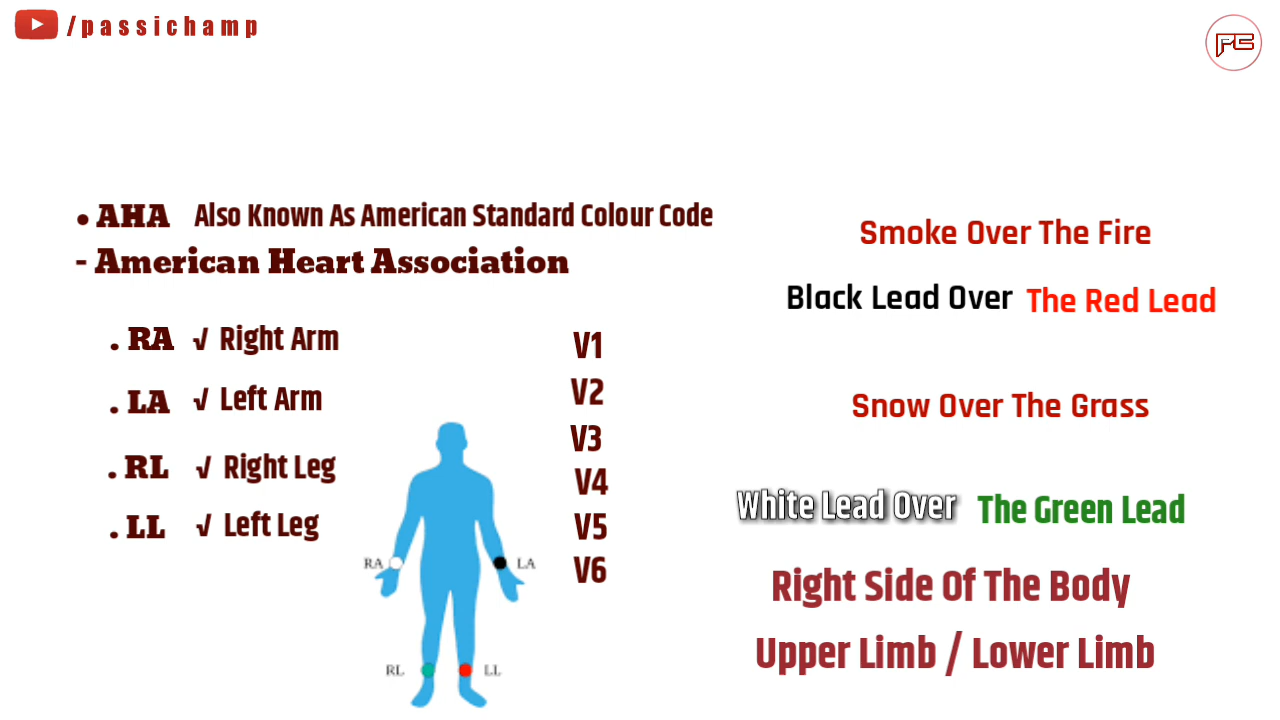 /passichamp
PC
• AHA Also Known As American Standard Colour Code
- American Heart Association
. RA √ Right Arm
. LA √ Left Arm
. RL √ Right Leg
. LL √ Left Leg
RA
LA
RL
LL
V1
V2
V3
V4
V5
V6
Smoke Over The Fire
Black Lead Over The Red Lead
Snow Over The Grass
White Lead Over The Green Lead
Right Side Of The Body
Upper Limb / Lower Limb